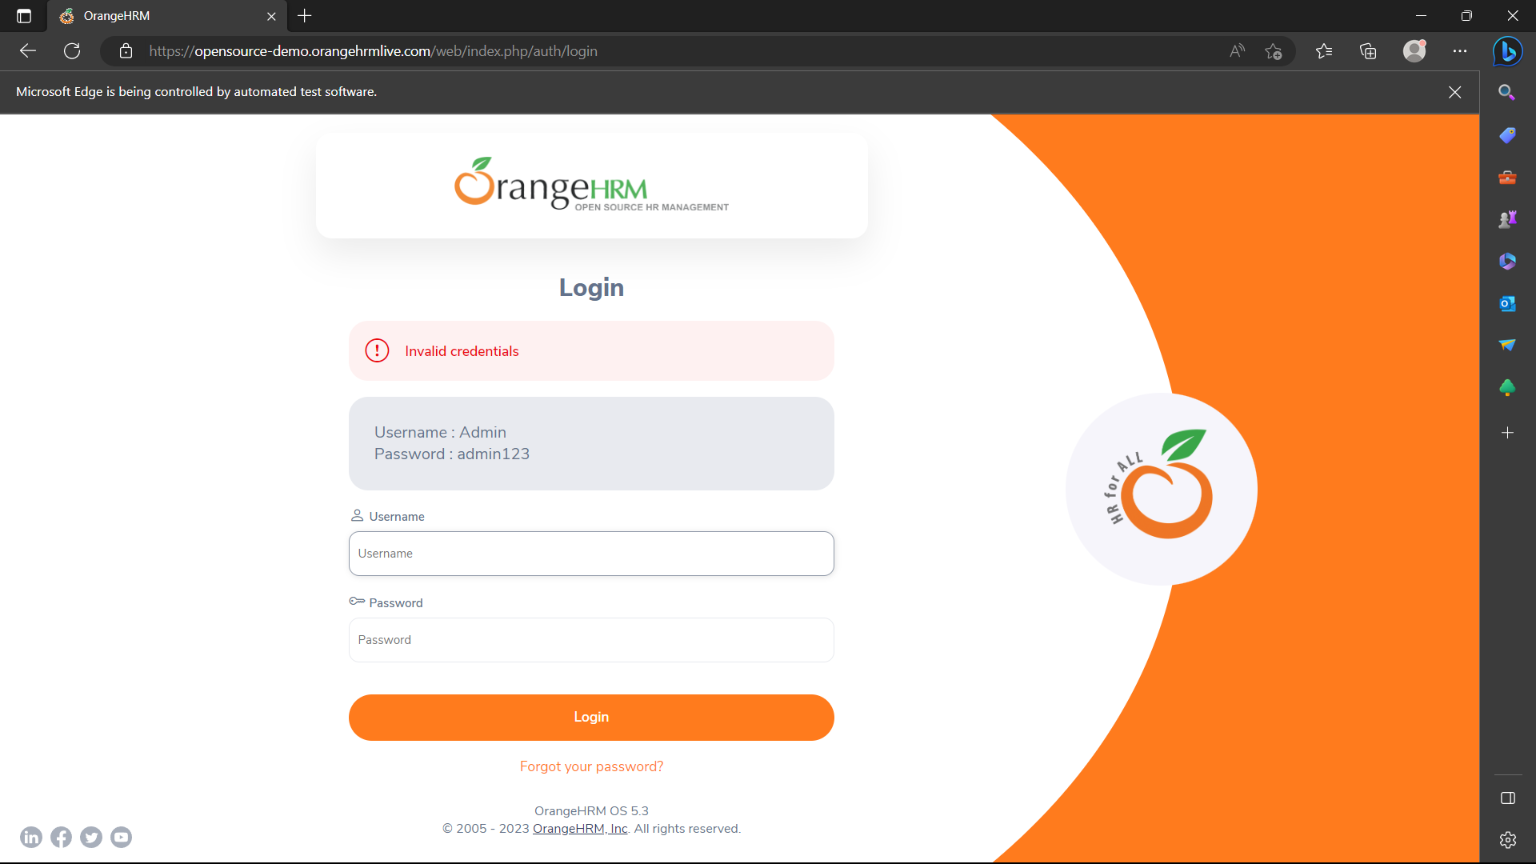 OrangeHRM
https://opensource-demo.orangehrmlive.com/web/index.php/auth/login
Microsoft Edge is being controlled by automated test software.
OrangeHRM
OPEN SOURCE HR MANAGEMENT
Login
Invalid credentials
Username : Admin
Password : admin123
Username
Username
Password
Password
Login
Forgot your password?
OrangeHRM OS 5.3
© 2005 - 2023 OrangeHRM, Inc. All rights reserved.
HR for ALL